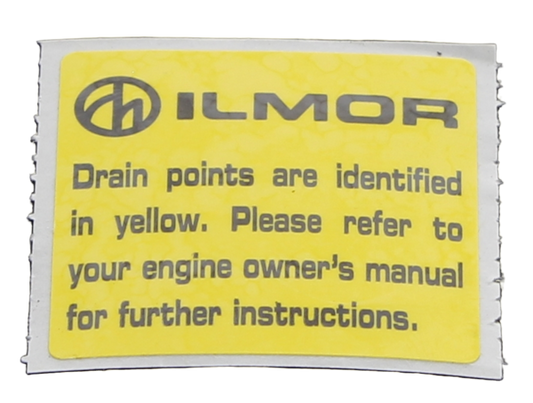 ILMOR
Drain points are identified
in yellow. Please refer to
your engine owner's manual
for further instructions.